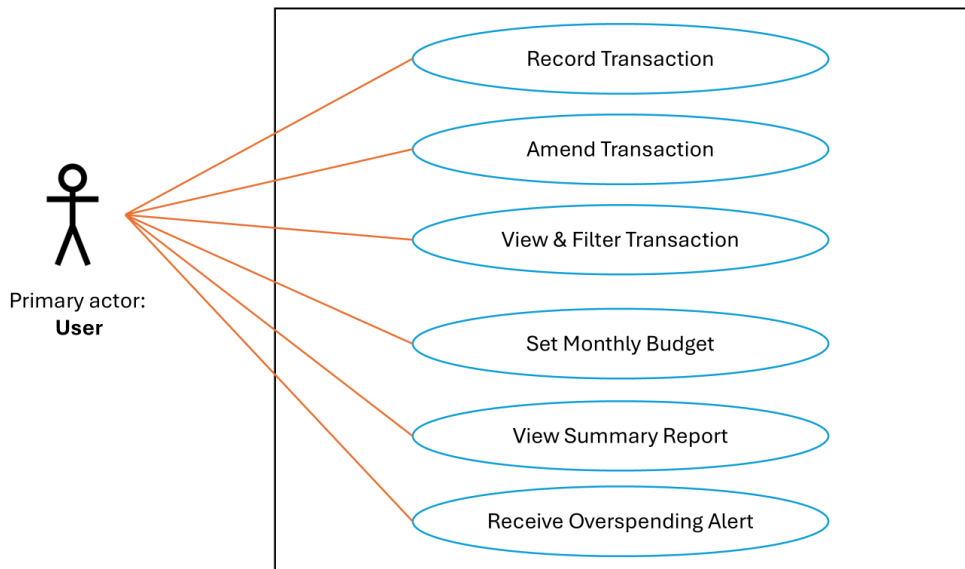 Record Transaction
Amend Transaction
View & Filter Transaction
Primary actor:
User
Set Monthly Budget
View Summary Report
Receive Overspending Alert